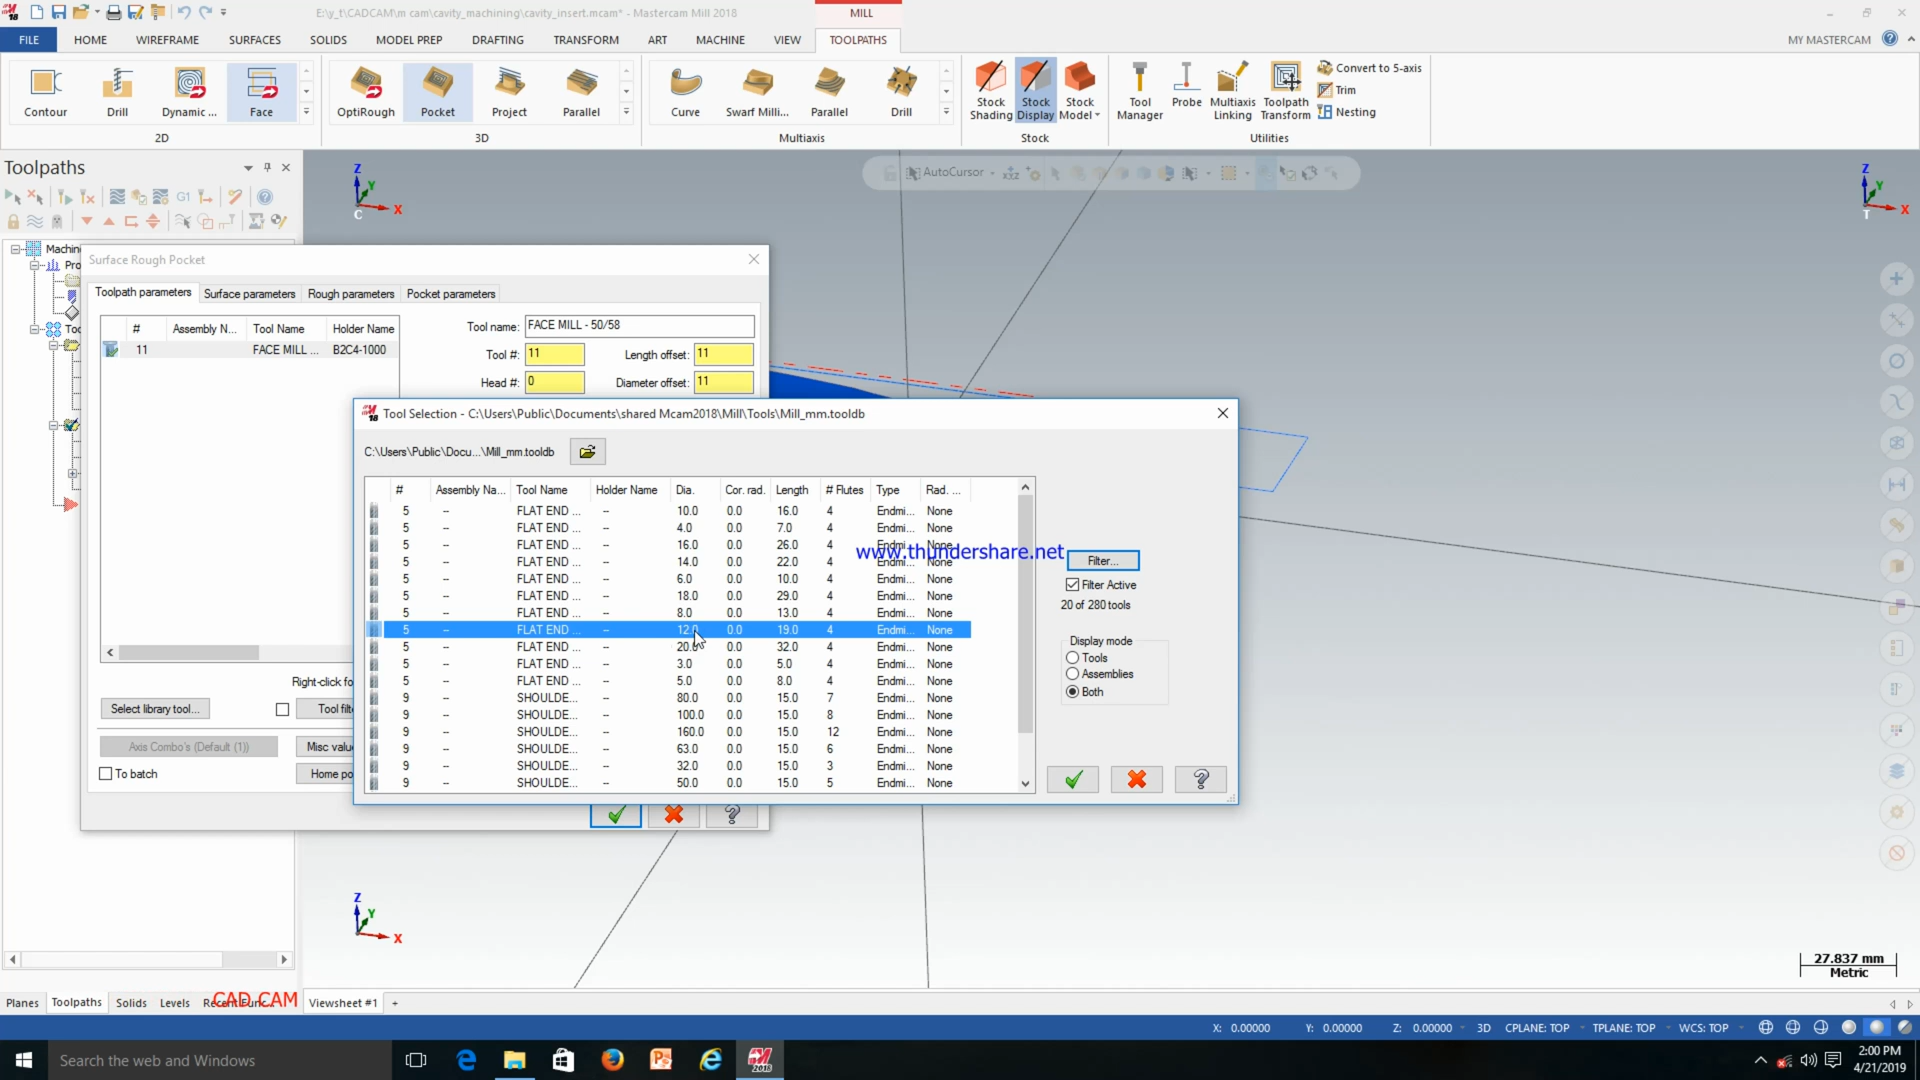 E:\y_t\CADCAM\m cam\cavity_machining\cavity_insert.mcam* - Mastercam Mill 2018
MILL
FILE HOME WIREFRAME SURFACES SOLIDS MODEL PREP DRAFTING TRANSFORM ART MACHINE VIEW TOOLPATHS MY MASTERCAM
Contour Drill Dynamic ... Face OptiRough Pocket Project Parallel Curve Swarf Milli... Parallel Drill
Stock Shading Stock Display Stock Model Tool Manager Probe Multiaxis Linking Toolpath Transform
Convert to 5-axis
Trim
Nesting
2D 3D Multiaxis Stock Utilities
Toolpaths
AutoCursor
G1
Z Y X C
Z Y X T
Machin
Pro
Too
Surface Rough Pocket
Toolpath parameters Surface parameters Rough parameters Pocket parameters
# Assembly N... Tool Name Holder Name
11 FACE MILL ... B2C4-1000
Tool name: FACE MILL - 50/58
Tool #: 11 Length offset: 11
Head #: 0 Diameter offset: 11
Right-click fo
Select library tool... Tool filt
Axis Combo's (Default (1)) Misc valu
To batch Home po
Tool Selection - C:\Users\Public\Documents\shared Mcam2018\Mill\Tools\Mill_mm.tooldb
C:\Users\Public\Docu...\Mill_mm.tooldb
# Assembly Na... Tool Name Holder Name Dia. Cor. rad. Length # Flutes Type Rad. ...
5 -- FLAT END ... -- 10.0 0.0 16.0 4 Endmi... None
5 -- FLAT END ... -- 4.0 0.0 7.0 4 Endmi... None
5 -- FLAT END ... -- 16.0 0.0 26.0 4 Endmi... None
5 -- FLAT END ... -- 14.0 0.0 22.0 4 Endmi... None
5 -- FLAT END ... -- 6.0 0.0 10.0 4 Endmi... None
5 -- FLAT END ... -- 18.0 0.0 29.0 4 Endmi... None
5 -- FLAT END ... -- 8.0 0.0 13.0 4 Endmi... None
5 -- FLAT END ... -- 12.0 0.0 19.0 4 Endmi... None
5 -- FLAT END ... -- 20.0 0.0 32.0 4 Endmi... None
5 -- FLAT END ... -- 3.0 0.0 5.0 4 Endmi... None
5 -- FLAT END ... -- 5.0 0.0 8.0 4 Endmi... None
9 -- SHOULDE... -- 80.0 0.0 15.0 7 Endmi... None
9 -- SHOULDE... -- 100.0 0.0 15.0 8 Endmi... None
9 -- SHOULDE... -- 160.0 0.0 15.0 12 Endmi... None
9 -- SHOULDE... -- 63.0 0.0 15.0 6 Endmi... None
9 -- SHOULDE... -- 32.0 0.0 15.0 3 Endmi... None
9 -- SHOULDE... -- 50.0 0.0 15.0 5 Endmi... None
www.thundershare.net
Filter...
Filter Active
20 of 280 tools
Display mode
Tools
Assemblies
Both
Z Y X
27.837 mm
Metric
Planes Toolpaths Solids Levels Recent Func...
CAD CAM
Viewsheet #1 +
X: 0.00000 Y: 0.00000 Z: 0.00000 3D CPLANE: TOP TPLANE: TOP WCS: TOP
Search the web and Windows
2:00 PM
4/21/2019